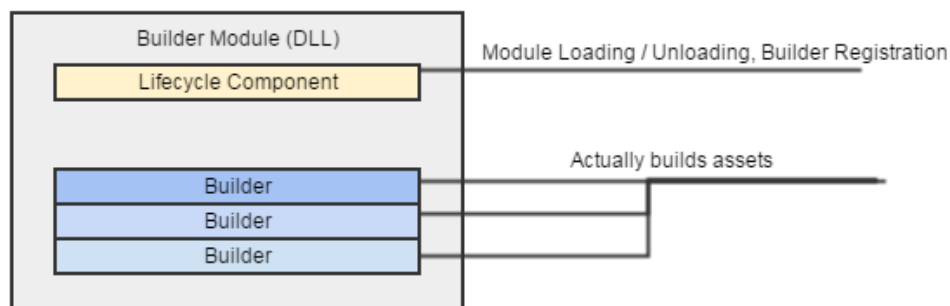 Builder Module (DLL)
Module Loading / Unloading, Builder Registration
Lifecycle Component
Actually builds assets
Builder
Builder
Builder